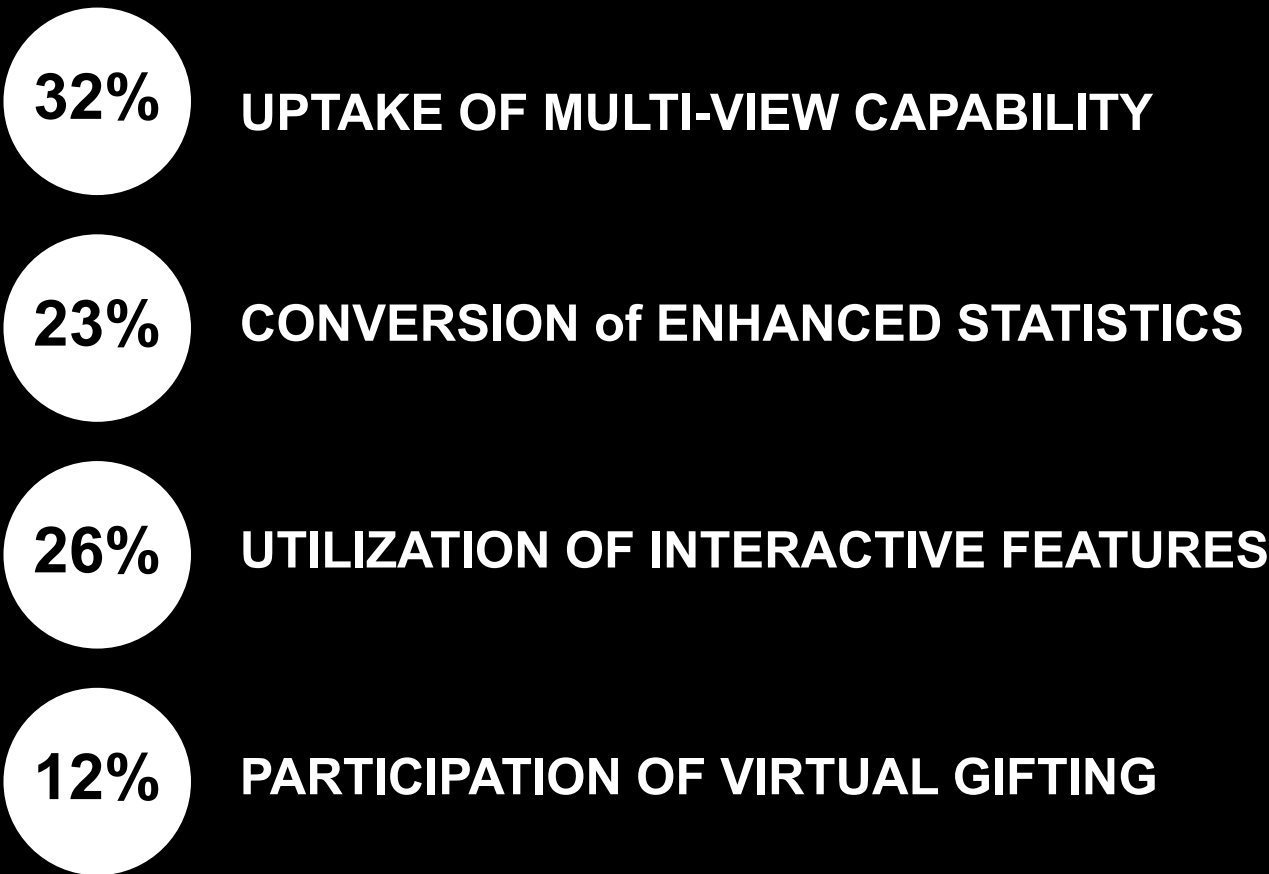 32%
UPTAKE OF MULTI-VIEW CAPABILITY
23%
CONVERSION of ENHANCED STATISTICS
26%
UTILIZATION OF INTERACTIVE FEATURES
12%
PARTICIPATION OF VIRTUAL GIFTING